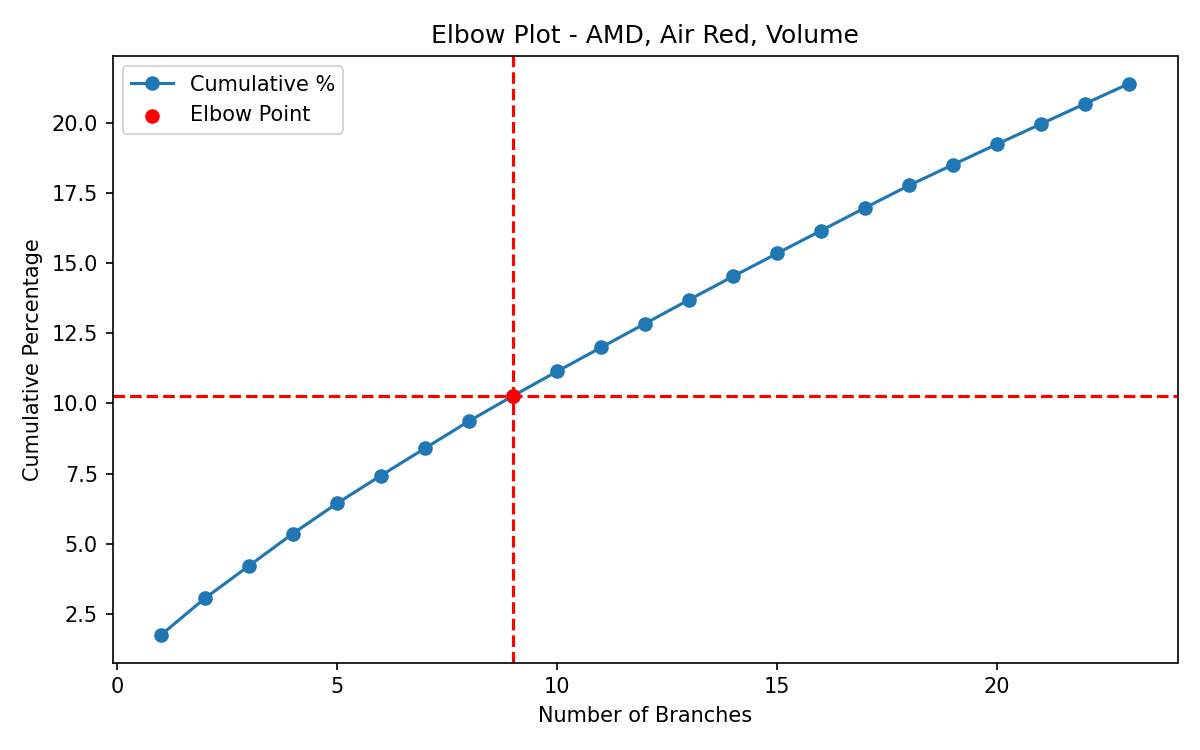 Elbow Plot - AMD, Air Red, Volume
Cumulative %
Elbow Point
Cumulative Percentage
20.0
17.5
15.0
12.5
10.0
7.5
5.0
2.5
0 5 10 15 20
Number of Branches